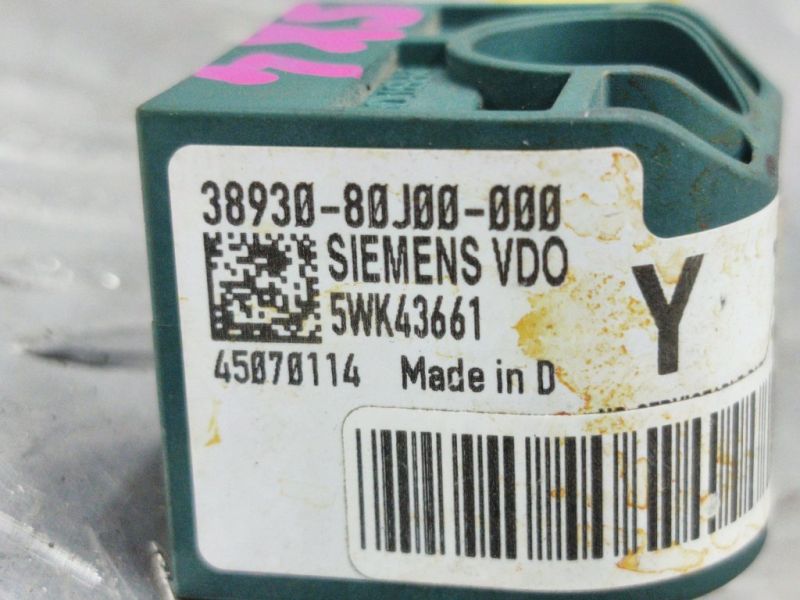 38930-80J00-000
SIEMENS VDO
5WK43661
Y
45070114 Made in D